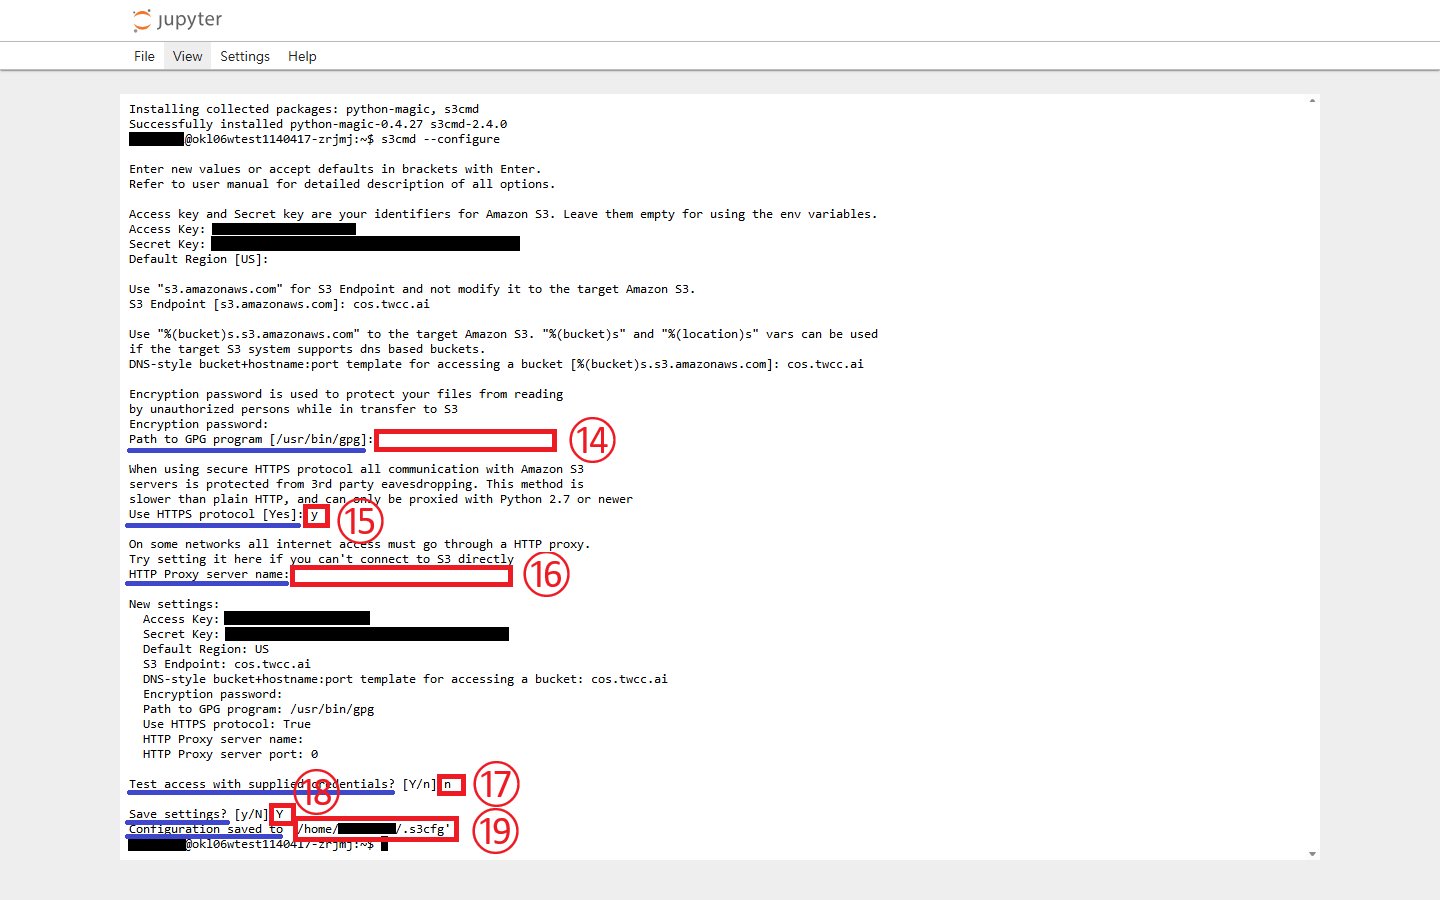 jupyter
File View Settings Help
Installing collected packages: python-magic, s3cmd
Successfully installed python-magic-0.4.27 s3cmd-2.4.0
@okl06wtest1140417-zrjmj:~$ s3cmd --configure
Enter new values or accept defaults in brackets with Enter.
Refer to user manual for detailed description of all options.
Access key and Secret key are your identifiers for Amazon S3. Leave them empty for using the env variables.
Access Key:
Secret Key:
Default Region [US]:
Use "s3.amazonaws.com" for S3 Endpoint and not modify it to the target Amazon S3.
S3 Endpoint [s3.amazonaws.com]: cos.twcc.ai
Use "%(bucket)s.s3.amazonaws.com" to the target Amazon S3. "%(bucket)s" and "%(location)s" vars can be used
if the target S3 system supports dns based buckets.
DNS-style bucket+hostname:port template for accessing a bucket [%(bucket)s.s3.amazonaws.com]: cos.twcc.ai
Encryption password is used to protect your files from reading
by unauthorized persons while in transfer to S3
Encryption password:
Path to GPG program [/usr/bin/gpg]: ⑭
When using secure HTTPS protocol all communication with Amazon S3
servers is protected from 3rd party eavesdropping. This method is
slower than plain HTTP, and can only be proxied with Python 2.7 or newer
Use HTTPS protocol [Yes]: y ⑮
On some networks all internet access must go through a HTTP proxy.
Try setting it here if you can't connect to S3 directly
HTTP Proxy server name: ⑯
New settings:
Access Key:
Secret Key:
Default Region: US
S3 Endpoint: cos.twcc.ai
DNS-style bucket+hostname:port template for accessing a bucket: cos.twcc.ai
Encryption password:
Path to GPG program: /usr/bin/gpg
Use HTTPS protocol: True
HTTP Proxy server name:
HTTP Proxy server port: 0
Test access with supplied credentials? [Y/n] n ⑰
Save settings? [y/N] Y ⑱
Configuration saved to '/home/ /.s3cfg' ⑲
@okl06wtest1140417-zrjmj:~$